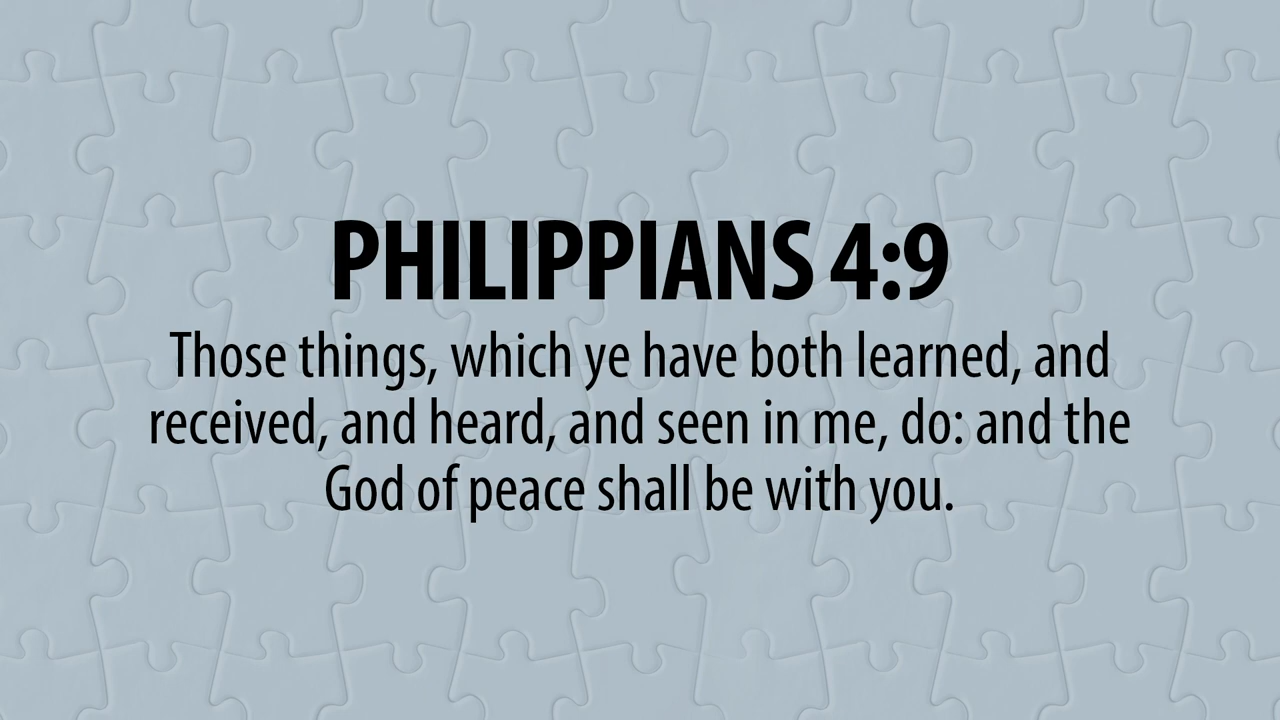 PHILIPPIANS 4:9
Those things, which ye have both learned, and
received, and heard, and seen in me, do: and the
God of peace shall be with you.